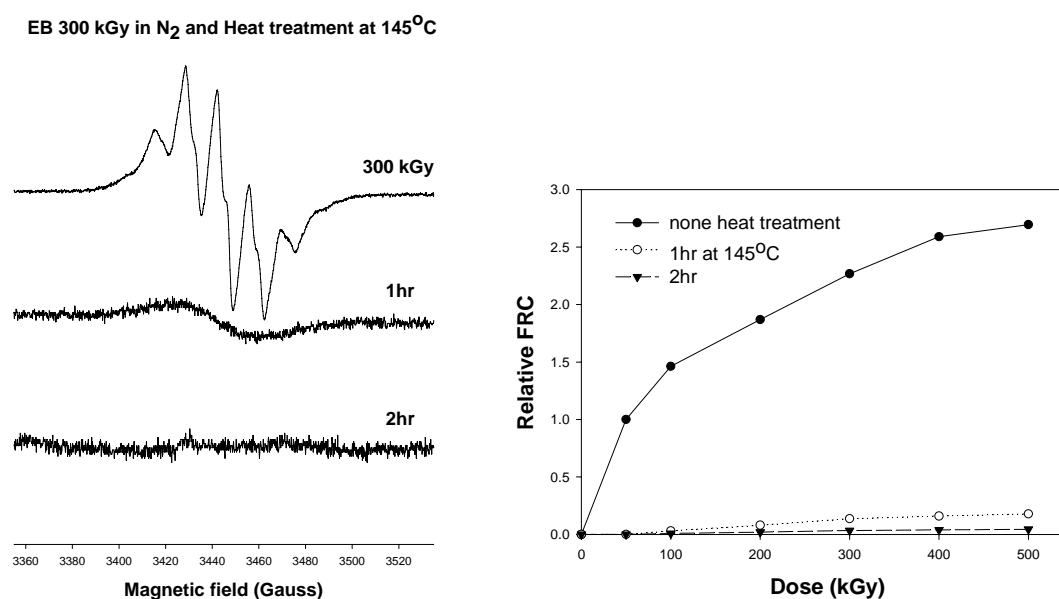 EB 300 kGy in N2 and Heat treatment at 145°C
300 kGy
1hr
2hr
3360 3380 3400 3420 3440 3460 3480 3500 3520
Magnetic field (Gauss)
3.0
2.5
2.0
1.5
1.0
0.5
0.0
Relative FRC
none heat treatment
1hr at 145°C
2hr
0 100 200 300 400 500
Dose (kGy)